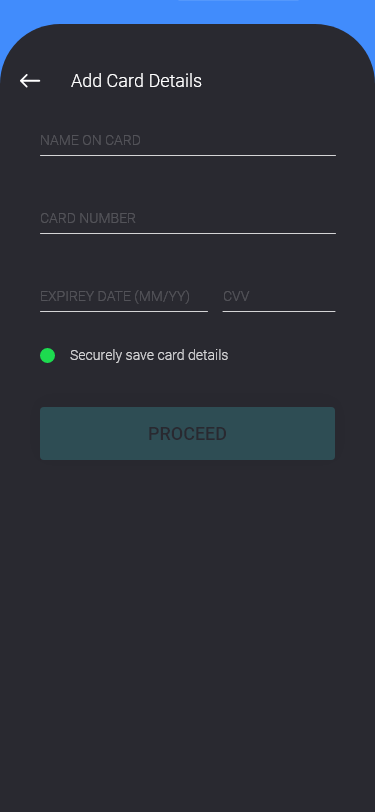 Add Card Details
NAME ON CARD
CARD NUMBER
EXPIREY DATE (MM/YY) CVV
Securely save card details
PROCEED